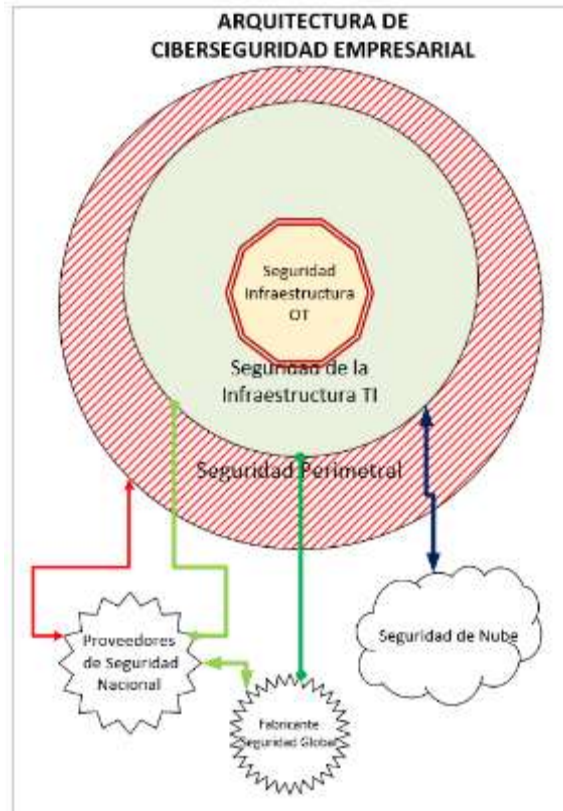 ARQUITECTURA DE
CIBERSEGURIDAD EMPRESARIAL
Seguridad
Infraestructura
OT
Seguridad de la
Infraestructura TI
Seguridad Perimetral
Proveedores
de Seguridad
Nacional
Seguridad de Nube
Fabricante
Seguridad Global